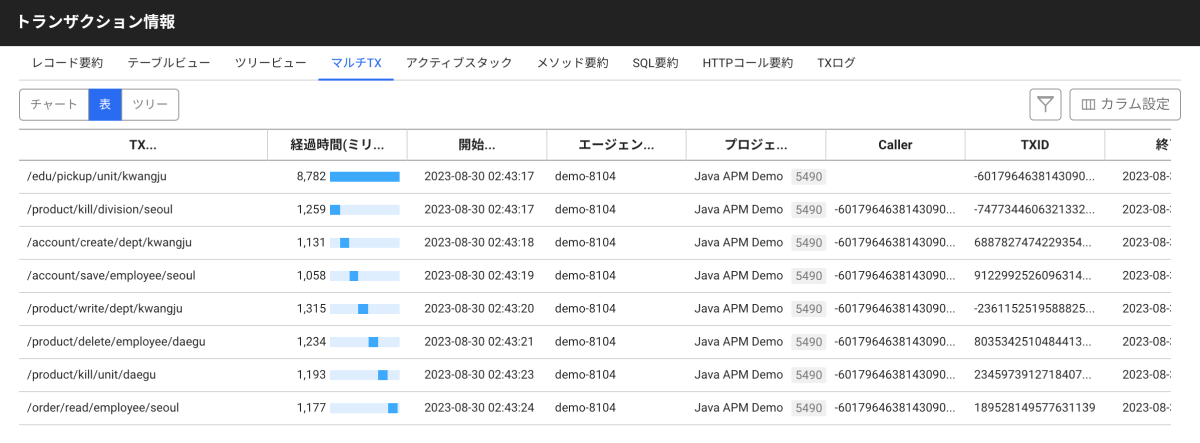 トランザクション情報
レコード要約 テーブルビュー ツリービュー マルチTX アクティブスタック メソッド要約 SQL要約 HTTPコール要約 TXログ
チャート 表 ツリー カラム設定
TX... 経過時間(ミリ... 開始... エージェン... プロジェ... Caller TXID 終
/edu/pickup/unit/kwangju 8,782 2023-08-30 02:43:17 demo-8104 Java APM Demo 5490 -6017964638143090... 2023-08-
/product/kill/division/seoul 1,259 2023-08-30 02:43:17 demo-8104 Java APM Demo 5490 -6017964638143090... -7477344606321332... 2023-08-
/account/create/dept/kwangju 1,131 2023-08-30 02:43:18 demo-8104 Java APM Demo 5490 -6017964638143090... 6887827474229354... 2023-08-
/account/save/employee/seoul 1,058 2023-08-30 02:43:19 demo-8104 Java APM Demo 5490 -6017964638143090... 9122992526096314... 2023-08-
/product/write/dept/kwangju 1,315 2023-08-30 02:43:20 demo-8104 Java APM Demo 5490 -6017964638143090... -2361152519588825... 2023-08-
/product/delete/employee/daegu 1,234 2023-08-30 02:43:21 demo-8104 Java APM Demo 5490 -6017964638143090... 8035342510484413... 2023-08-
/product/kill/unit/daegu 1,193 2023-08-30 02:43:23 demo-8104 Java APM Demo 5490 -6017964638143090... 2345973912718407... 2023-08-
/order/read/employee/seoul 1,177 2023-08-30 02:43:24 demo-8104 Java APM Demo 5490 -6017964638143090... 189528149577631139 2023-08-